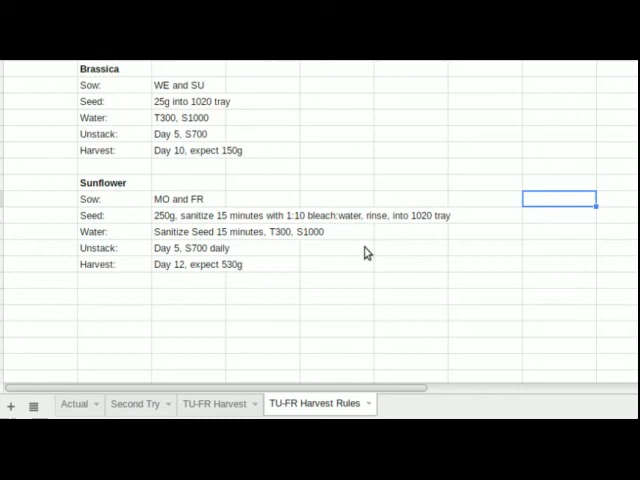 Brassica
Sow: WE and SU
Seed: 25g into 1020 tray
Water: T300, S1000
Unstack: Day 5, S700
Harvest: Day 10, expect 150g
Sunflower
Sow: MO and FR
Seed: 250g, sanitize 15 minutes with 1:10 bleach:water, rinse, into 1020 tray
Water: Sanitize Seed 15 minutes, T300, S1000
Unstack: Day 5, S700 daily
Harvest: Day 12, expect 530g
+ Actual Second Try TU-FR Harvest TU-FR Harvest Rules